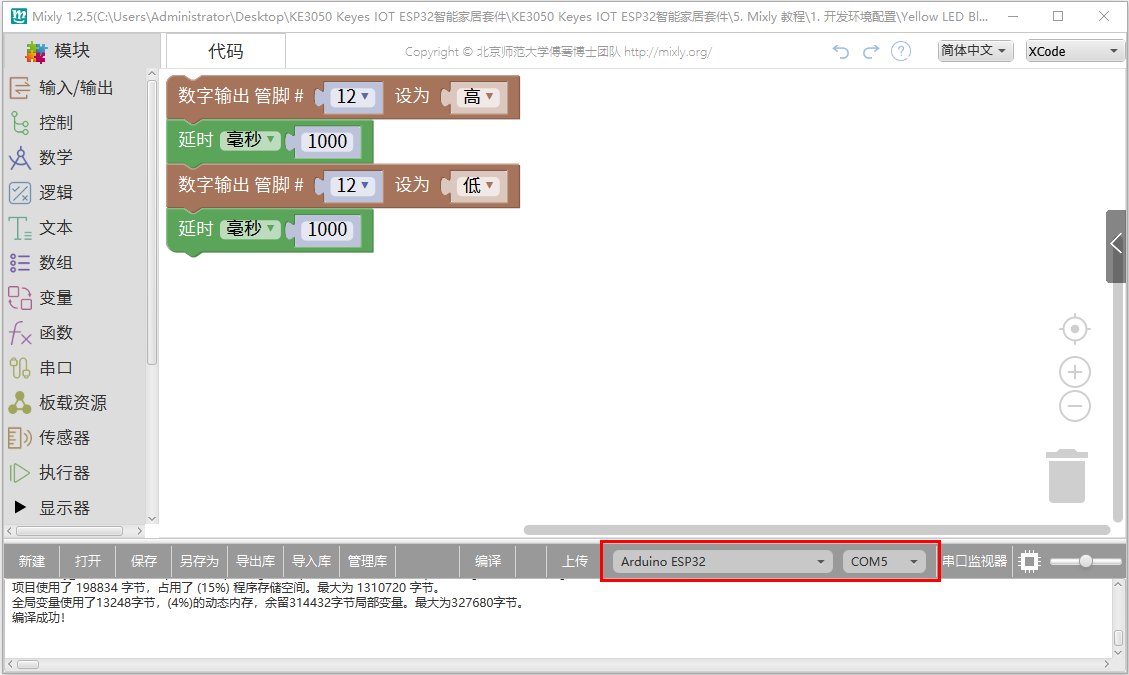 Mixly 1.2.5(C:\Users\Administrator\Desktop\KE3050 Keyes IOT ESP32智能家居套件\KE3050 Keyes IOT ESP32智能家居套件\5. Mixly 教程\1. 开发环境配置\Yellow LED Bl...
模块
代码
Copyright © 北京师范大学傅骞博士团队 http://mixly.org/
?
简体中文
XCode
输入/输出
控制
数学
逻辑
文本
数组
变量
函数
串口
板载资源
传感器
执行器
显示器
数字输出 管脚 # 12 设为 高
延时 毫秒 1000
数字输出 管脚 # 12 设为 低
延时 毫秒 1000
新建 打开 保存 另存为 导出库 导入库 管理库 编译 上传 Arduino ESP32 COM5 串口监视器
项目使用了 198834 字节，占用了 (15%) 程序存储空间。最大为 1310720 字节。
全局变量使用了13248字节，(4%)的动态内存，余留314432字节局部变量。最大为327680字节。
编译成功！